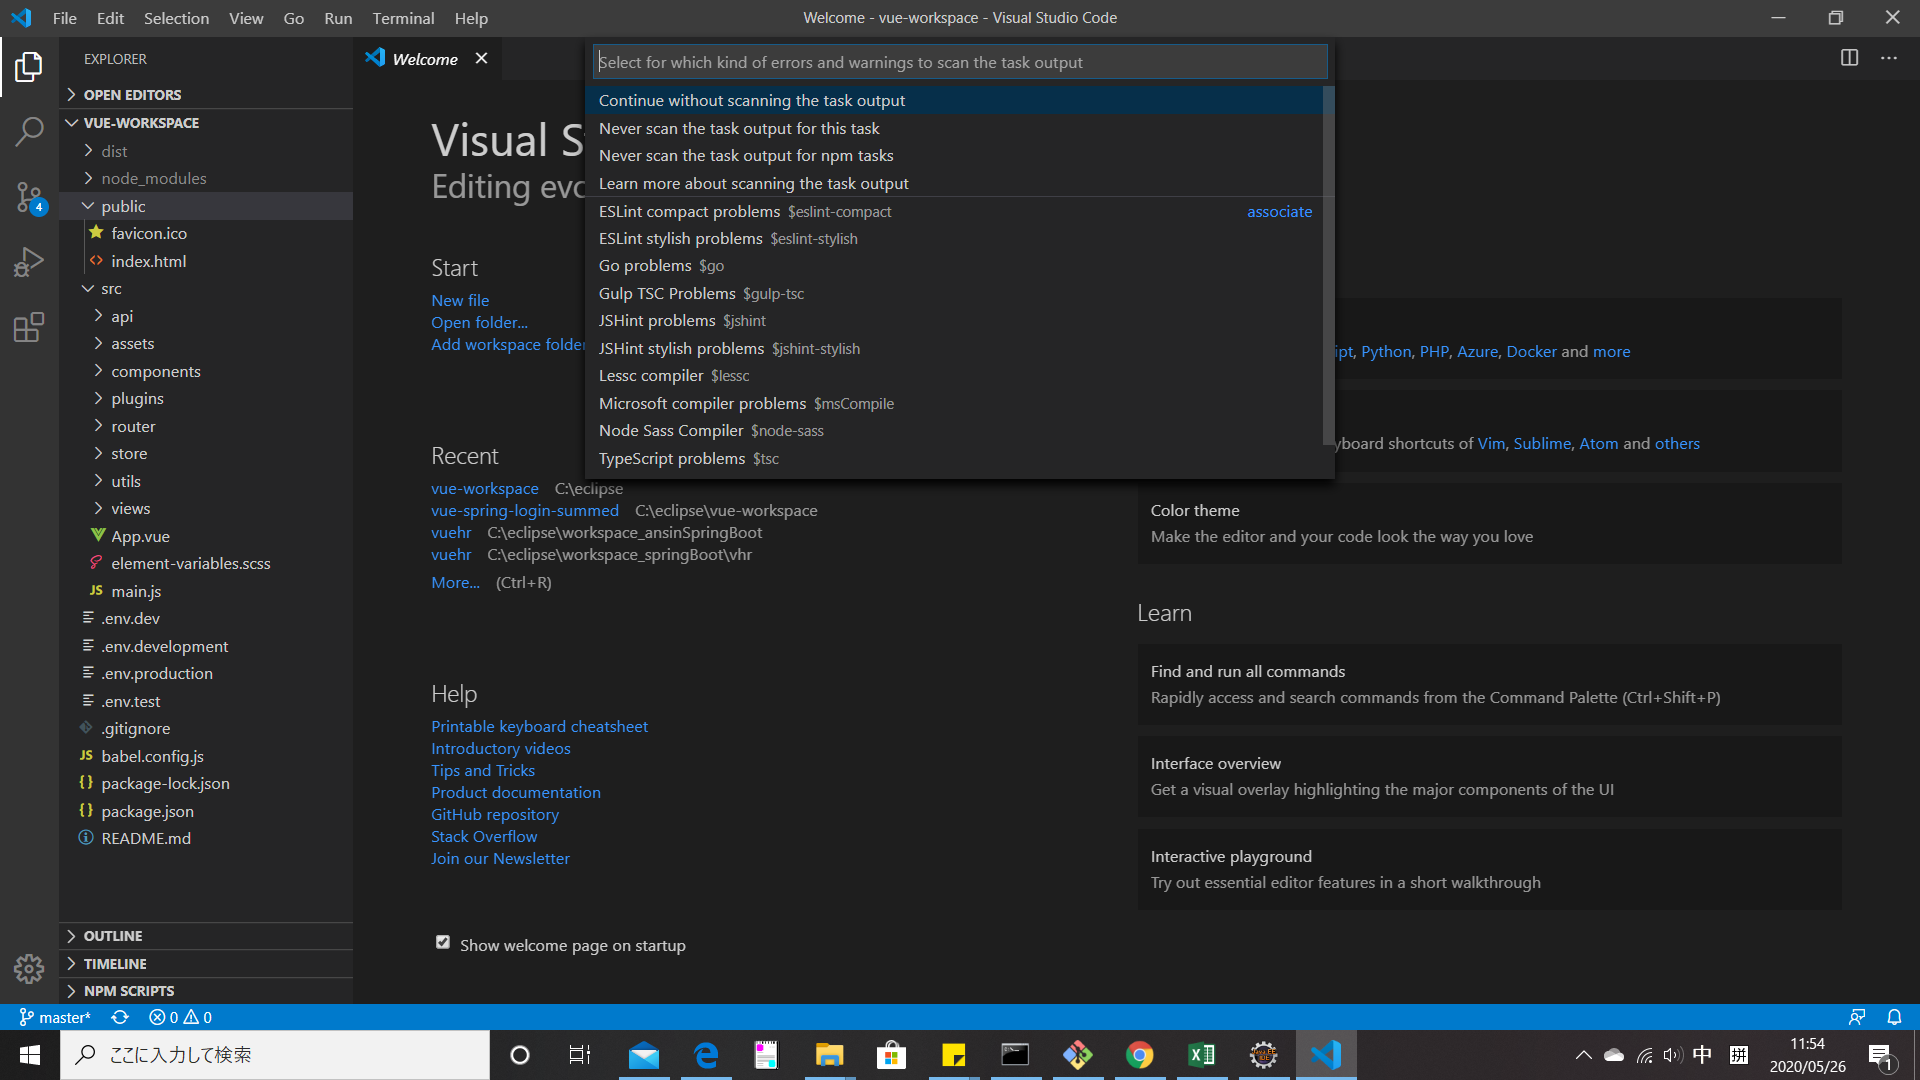 File Edit Selection View Go Run Terminal Help
Welcome - vue-workspace - Visual Studio Code
EXPLORER
OPEN EDITORS
VUE-WORKSPACE
dist
node_modules
public
favicon.ico
index.html
src
api
assets
components
plugins
router
store
utils
views
App.vue
element-variables.scss
JS main.js
.env.dev
.env.development
.env.production
.env.test
.gitignore
JS babel.config.js
{} package-lock.json
{} package.json
README.md
OUTLINE
TIMELINE
NPM SCRIPTS
4
Welcome
Select for which kind of errors and warnings to scan the task output
Continue without scanning the task output
Never scan the task output for this task
Never scan the task output for npm tasks
Learn more about scanning the task output
ESLint compact problems $eslint-compact associate
ESLint stylish problems $eslint-stylish
Go problems $go
Gulp TSC Problems $gulp-tsc
JSHint problems $jshint
JSHint stylish problems $jshint-stylish
Lessc compiler $lessc
Microsoft compiler problems $msCompile
Node Sass Compiler $node-sass
TypeScript problems $tsc
Visual S
Editing evo
Start
New file
Open folder...
Add workspace folder
Recent
vue-workspace C:\eclipse
vue-spring-login-summed C:\eclipse\vue-workspace
vuehr C:\eclipse\workspace_ansinSpringBoot
vuehr C:\eclipse\workspace_springBoot\vhr
More... (Ctrl+R)
Help
Printable keyboard cheatsheet
Introductory videos
Tips and Tricks
Product documentation
GitHub repository
Stack Overflow
Join our Newsletter
Show welcome page on startup
ipt, Python, PHP, Azure, Docker and more
yboard shortcuts of Vim, Sublime, Atom and others
Color theme
Make the editor and your code look the way you love
Learn
Find and run all commands
Rapidly access and search commands from the Command Palette (Ctrl+Shift+P)
Interface overview
Get a visual overlay highlighting the major components of the UI
Interactive playground
Try out essential editor features in a short walkthrough
master* 0 0
ここに入力して検索
中 拼
11:54
2020/05/26
1